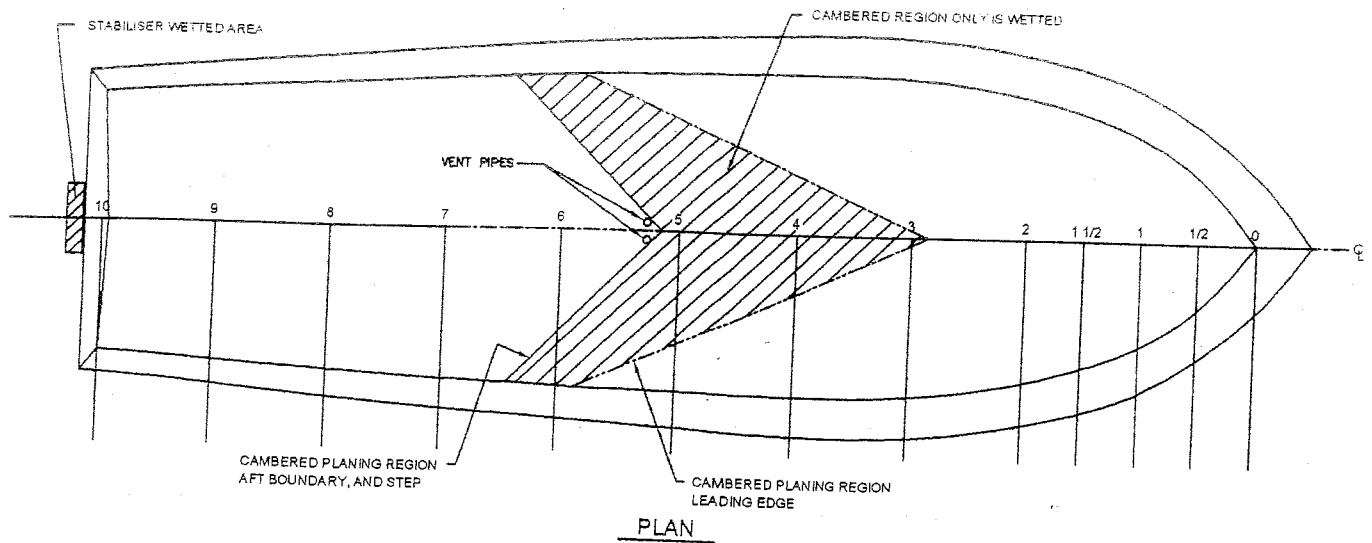 STABILISER WETTED AREA
CAMBERED REGION ONLY IS WETTED
VENT PIPES
10 9 8 7 6 5 4 3 2 1 1/2 1 1/2 0 ℄
CAMBERED PLANING REGION
AFT BOUNDARY, AND STEP
CAMBERED PLANING REGION
LEADING EDGE
PLAN